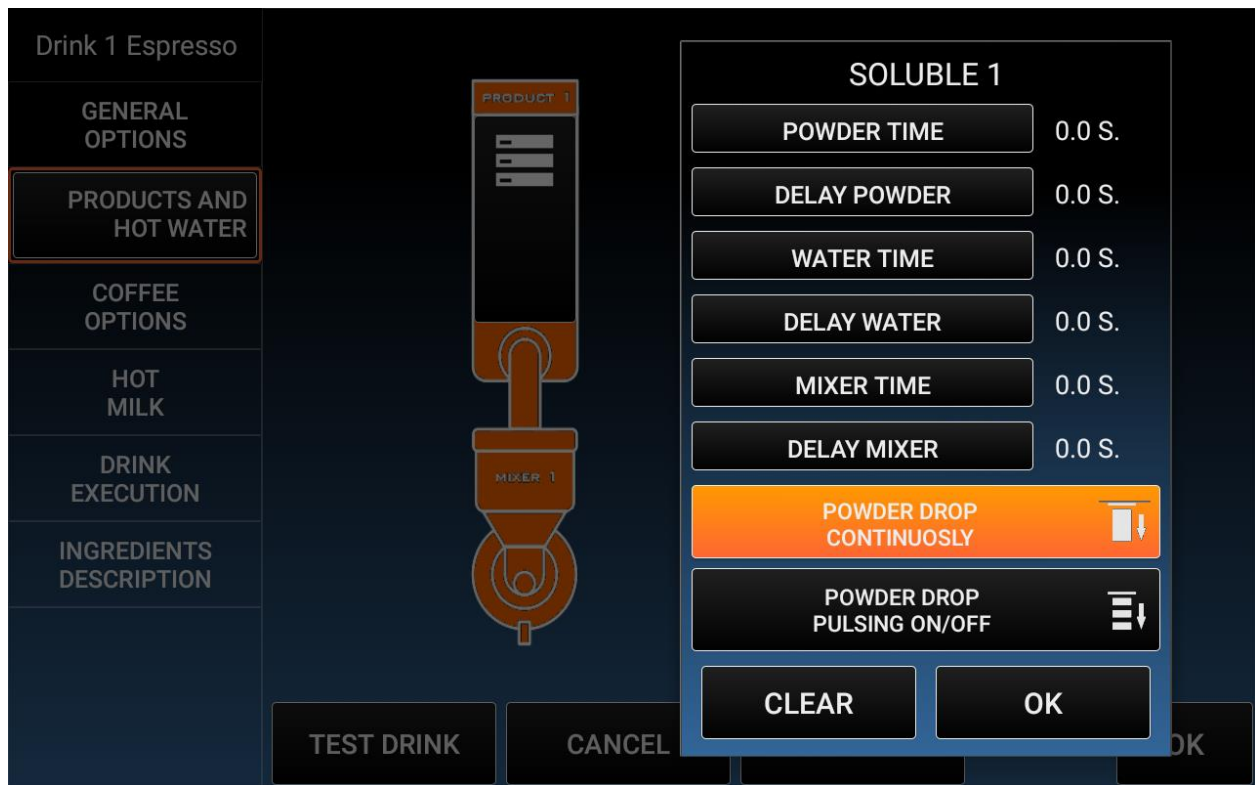 Drink 1 Espresso
GENERAL
OPTIONS
PRODUCTS AND
HOT WATER
COFFEE
OPTIONS
HOT
MILK
DRINK
EXECUTION
INGREDIENTS
DESCRIPTION
PRODUCT 1
MIXER 1
TEST DRINK
CANCEL
SOLUBLE 1
POWDER TIME 0.0 S.
DELAY POWDER 0.0 S.
WATER TIME 0.0 S.
DELAY WATER 0.0 S.
MIXER TIME 0.0 S.
DELAY MIXER 0.0 S.
POWDER DROP
CONTINUOSLY
POWDER DROP
PULSING ON/OFF
CLEAR
OK
OK